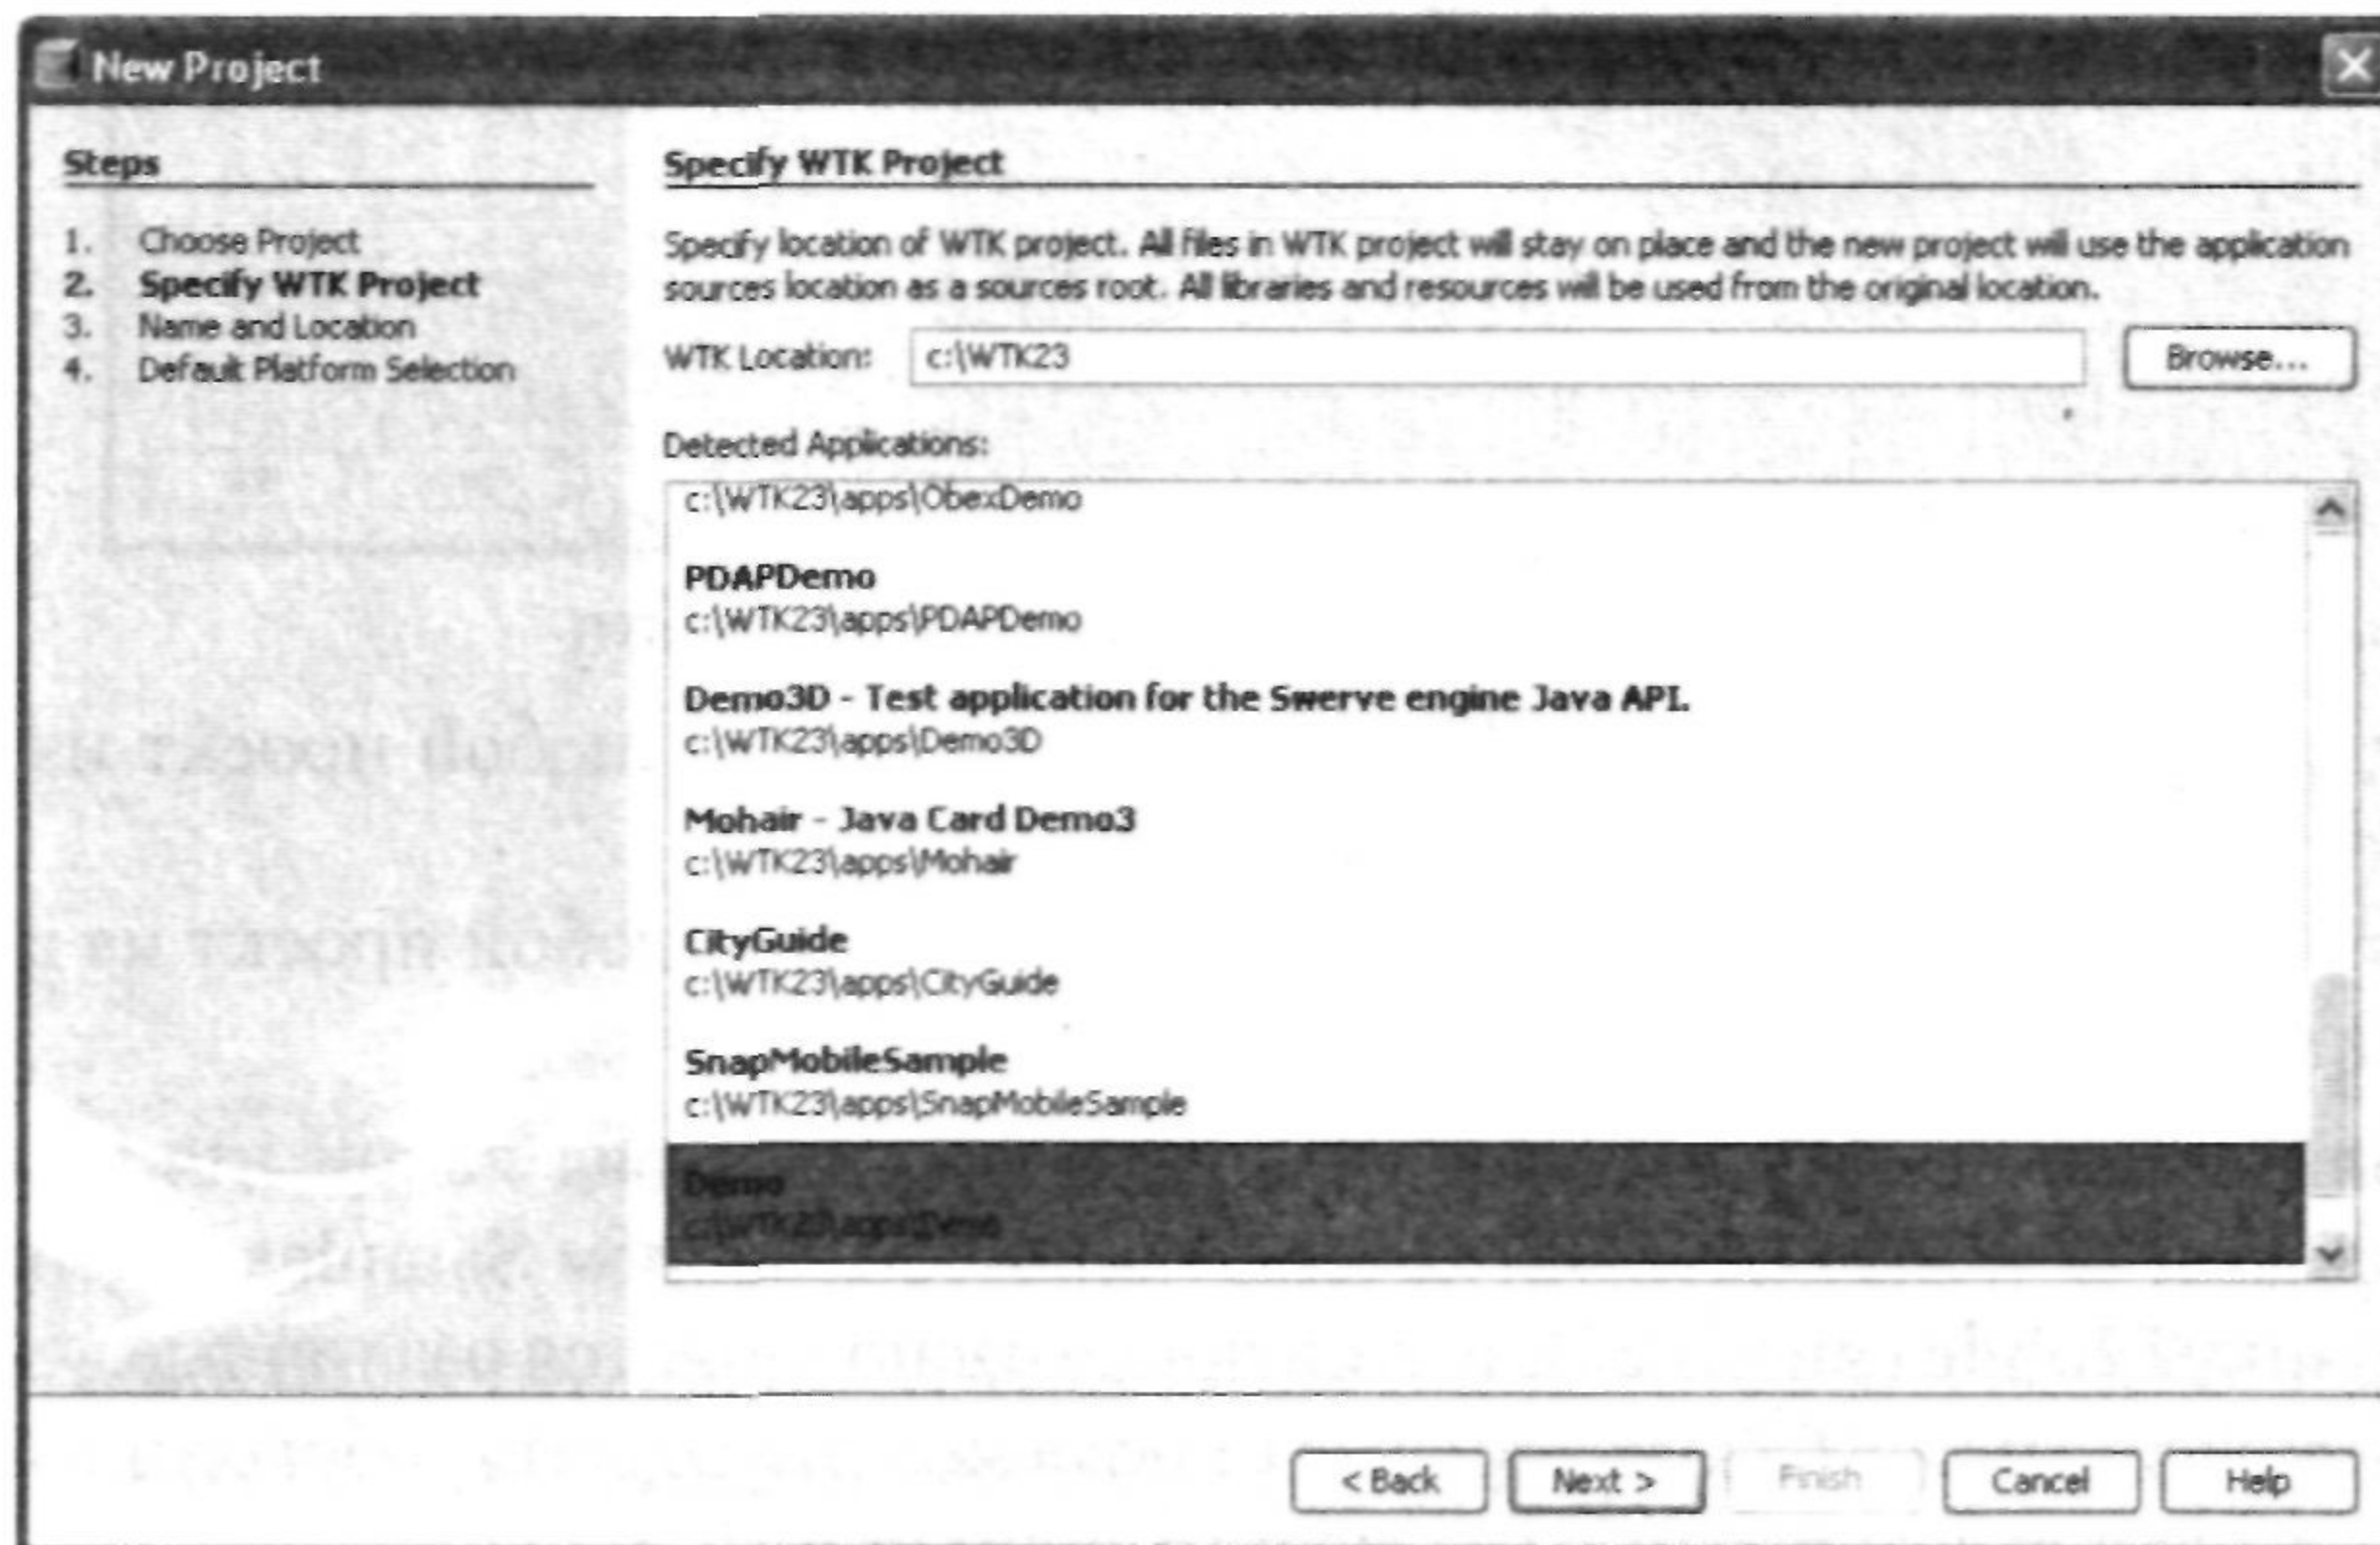 New Project
Steps
1. Choose Project
2. Specify WTK Project
3. Name and Location
4. Default Platform Selection
Specify WTK Project
Specify location of WTK project. All files in WTK project will stay on place and the new project will use the application
sources location as a sources root. All libraries and resources will be used from the original location.
WTK Location: c:\WTK23 Browse...
Detected Applications:
c:\WTK23\apps\ObexDemo
PDAPDemo
c:\WTK23\apps\PDAPDemo
Demo3D - Test application for the Swerve engine Java API.
c:\WTK23\apps\Demo3D
Mohair - Java Card Demo3
c:\WTK23\apps\Mohair
CityGuide
c:\WTK23\apps\CityGuide
SnapMobileSample
c:\WTK23\apps\SnapMobileSample
Demo
c:\WTK23\apps\Demo
< Back Next > Finish Cancel Help